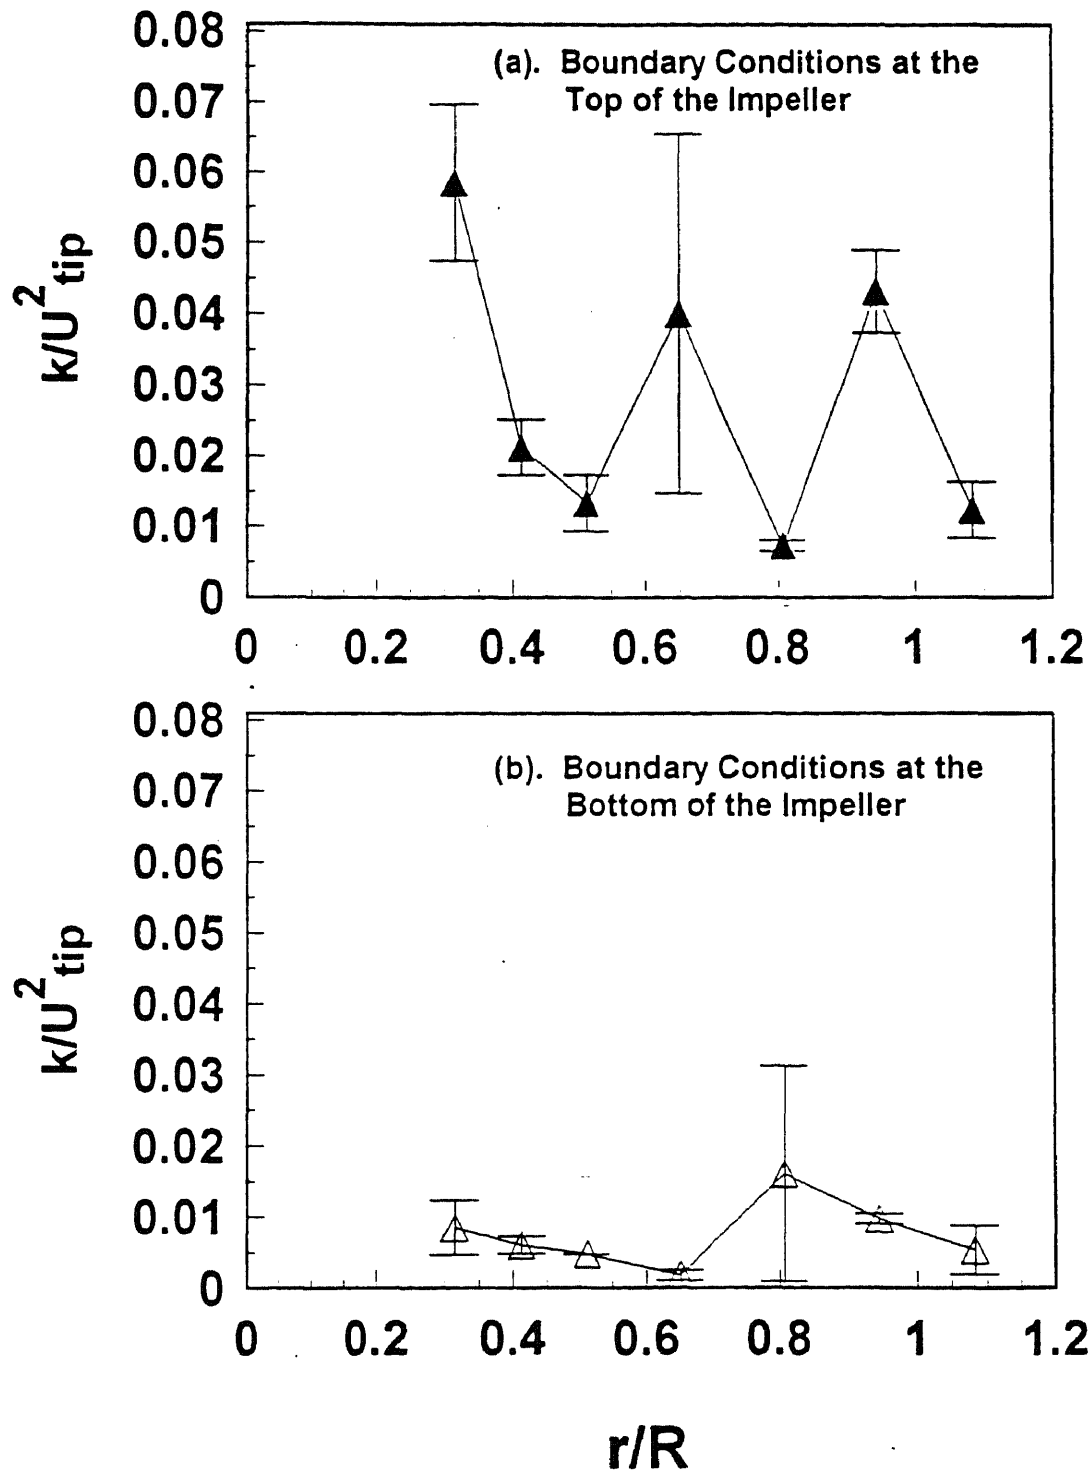 (a). Boundary Conditions at the
Top of the Impeller
k/U²tip
0.08
0.07
0.06
0.05
0.04
0.03
0.02
0.01
0
0 0.2 0.4 0.6 0.8 1 1.2
(b). Boundary Conditions at the
Bottom of the Impeller
k/U²tip
0.08
0.07
0.06
0.05
0.04
0.03
0.02
0.01
0
0 0.2 0.4 0.6 0.8 1 1.2
r/R